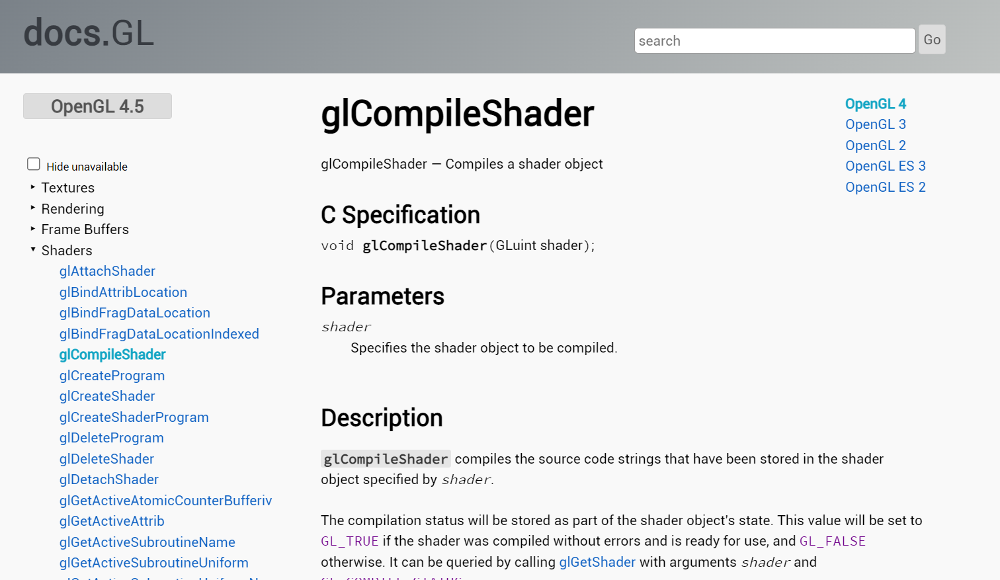 docs.GL
search
Go
OpenGL 4.5
Hide unavailable
Textures
Rendering
Frame Buffers
Shaders
glAttachShader
glBindAttribLocation
glBindFragDataLocation
glBindFragDataLocationIndexed
glCompileShader
glCreateProgram
glCreateShader
glCreateShaderProgram
glDeleteProgram
glDeleteShader
glDetachShader
glGetActiveAtomicCounterBufferiv
glGetActiveAttrib
glGetActiveSubroutineName
glGetActiveSubroutineUniform
glCompileShader
glCompileShader — Compiles a shader object
C Specification
void glCompileShader(GLuint shader);
Parameters
shader
Specifies the shader object to be compiled.
Description
glCompileShader compiles the source code strings that have been stored in the shader
object specified by shader.
The compilation status will be stored as part of the shader object's state. This value will be set to
GL_TRUE if the shader was compiled without errors and is ready for use, and GL_FALSE
otherwise. It can be queried by calling glGetShader with arguments shader and
OpenGL 4
OpenGL 3
OpenGL 2
OpenGL ES 3
OpenGL ES 2